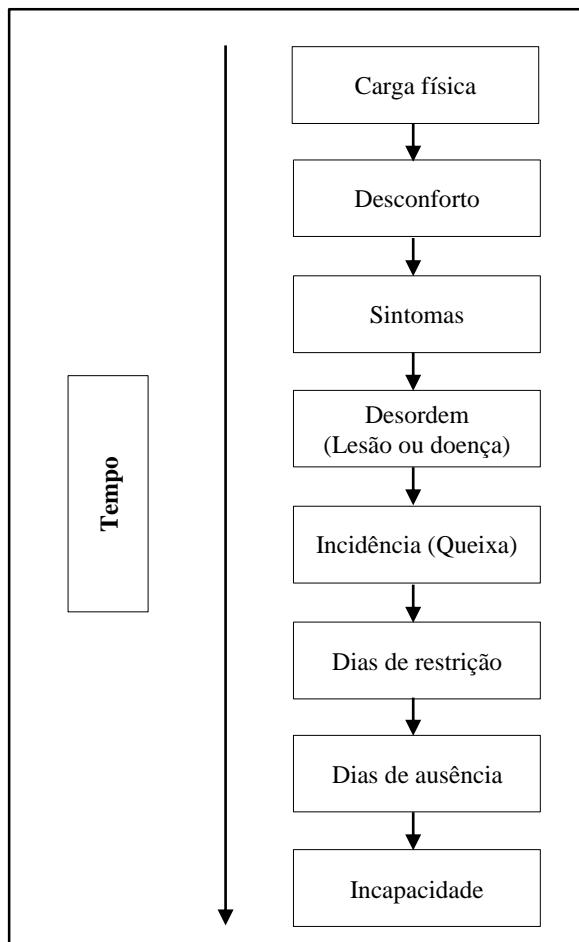 Carga física
Desconforto
Sintomas
Desordem
(Lesão ou doença)
Tempo
Incidência (Queixa)
Dias de restrição
Dias de ausência
Incapacidade